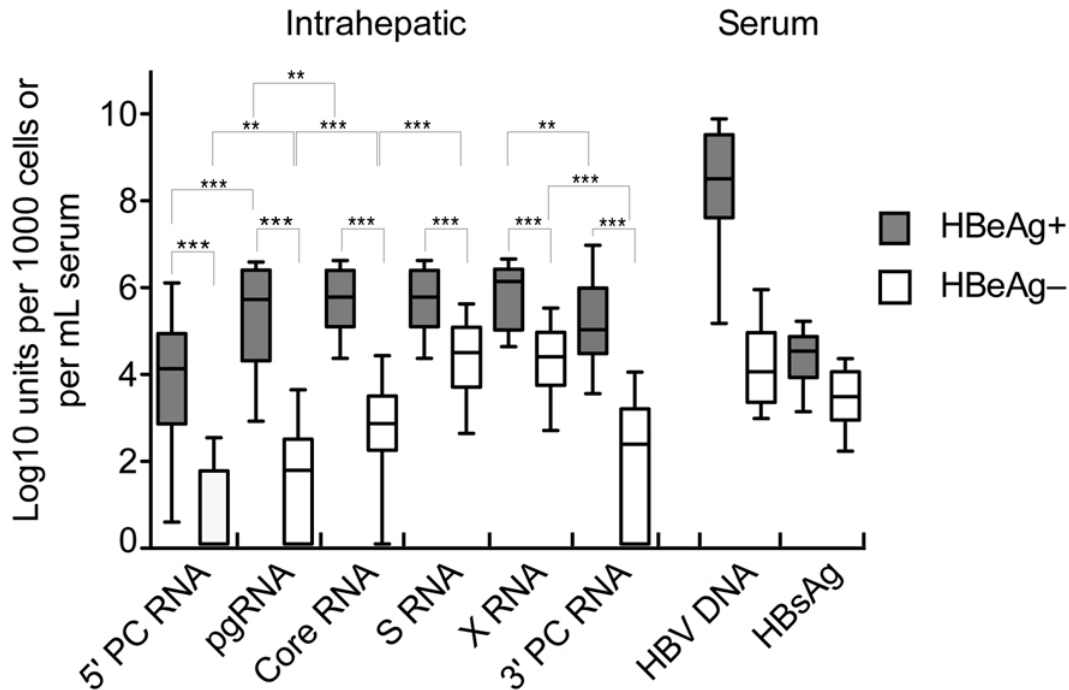 Intrahepatic Serum
Log10 units per 1000 cells or
per mL serum
10
8
6
4
2
0
**
** *** *** **
*** ***
*** *** *** *** *** ***
HBeAg+
HBeAg–
5' PC RNA
pgRNA
Core RNA
S RNA
X RNA
3' PC RNA
HBV DNA
HBsAg